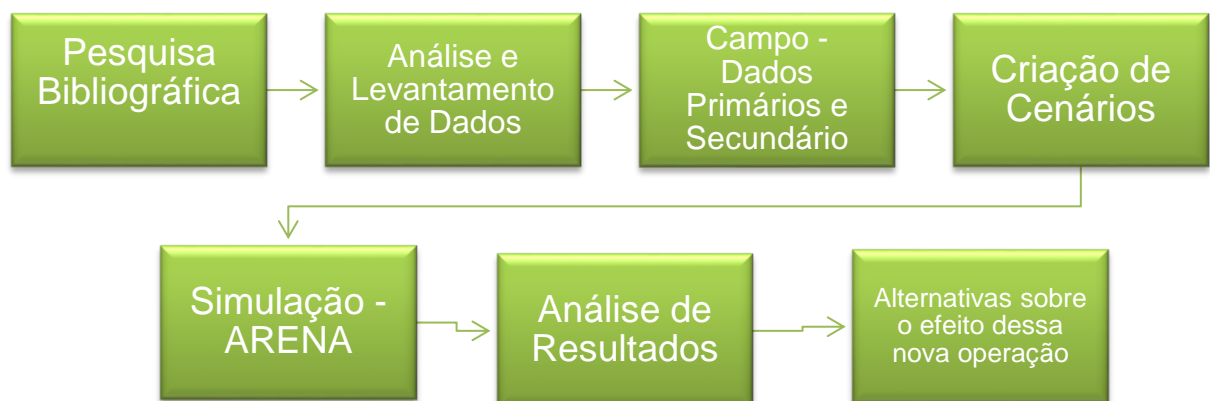 Pesquisa
Bibliográfica
Análise e
Levantamento
de Dados
Campo -
Dados
Primários e
Secundário
Criação de
Cenários
Simulação -
ARENA
Análise de
Resultados
Alternativas sobre
o efeito dessa
nova operação